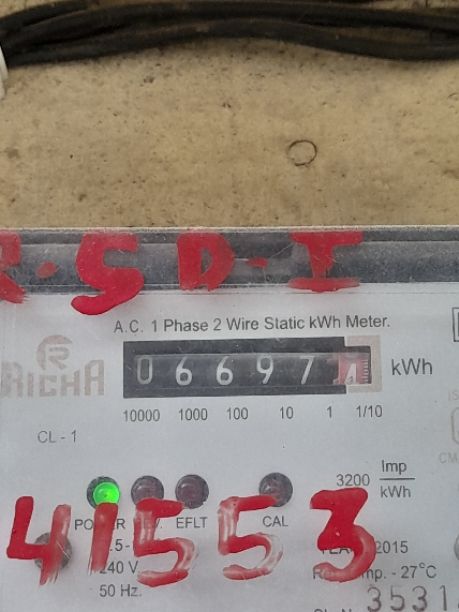 R.SD-I
A.C. 1 Phase 2 Wire Static kWh Meter.
RICHA
0 6 6 9 7 4 kWh
10000 1000 100 10 1 1/10
CL - 1
3200 Imp/kWh
EFLT CAL
41553
2015
240 V
- 27°C
50 Hz.
3531